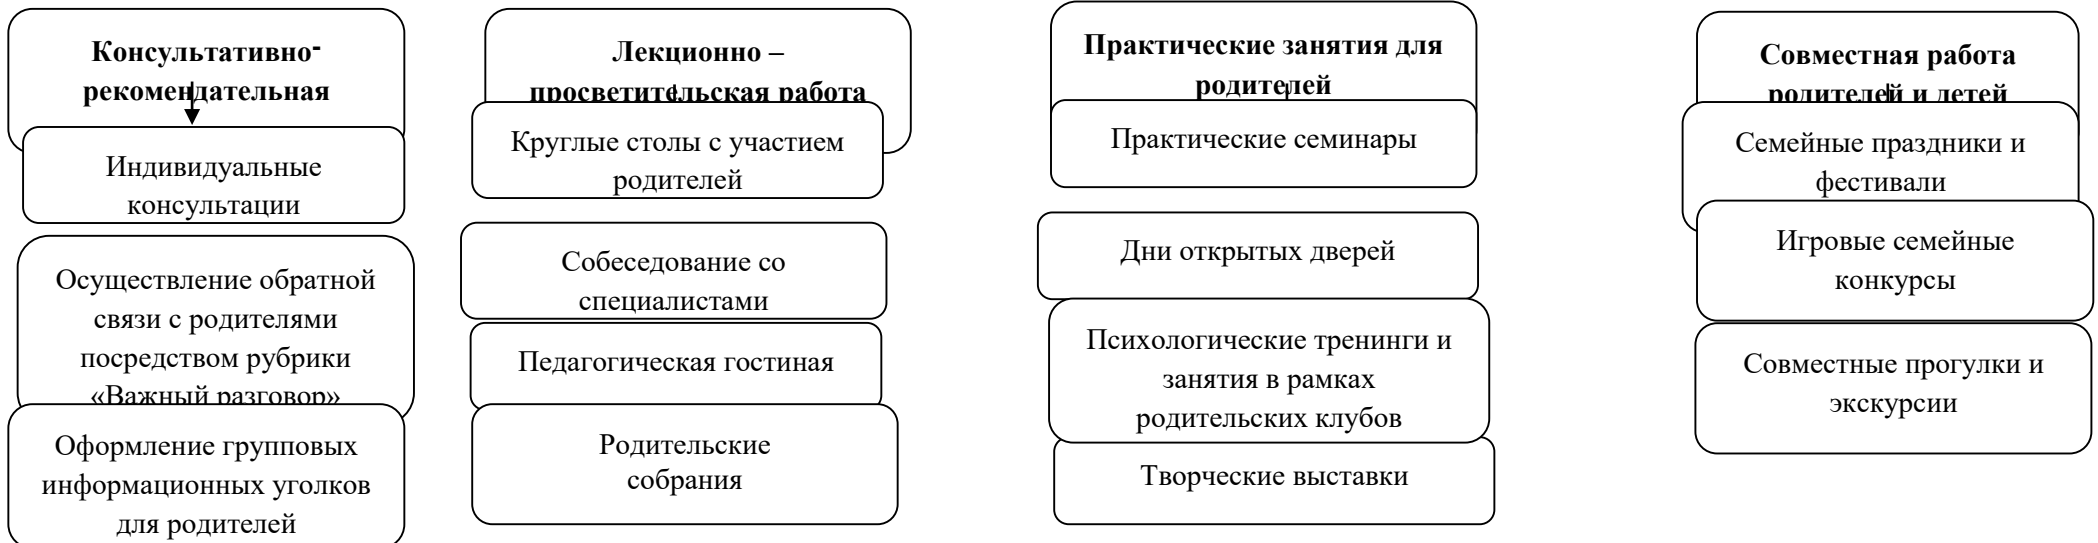 Консультативно-
рекомендательная
Индивидуальные
консультации
Осуществление обратной
связи с родителями
посредством рубрики
«Важный разговор»
Оформление групповых
информационных уголков
для родителей
Лекционно –
просветительская работа
Круглые столы с участием
родителей
Собеседование со
специалистами
Педагогическая гостиная
Родительские
собрания
Практические занятия для
родителей
Практические семинары
Дни открытых дверей
Психологические тренинги и
занятия в рамках
родительских клубов
Творческие выставки
Совместная работа
родителей и детей
Семейные праздники и
фестивали
Игровые семейные
конкурсы
Совместные прогулки и
экскурсии